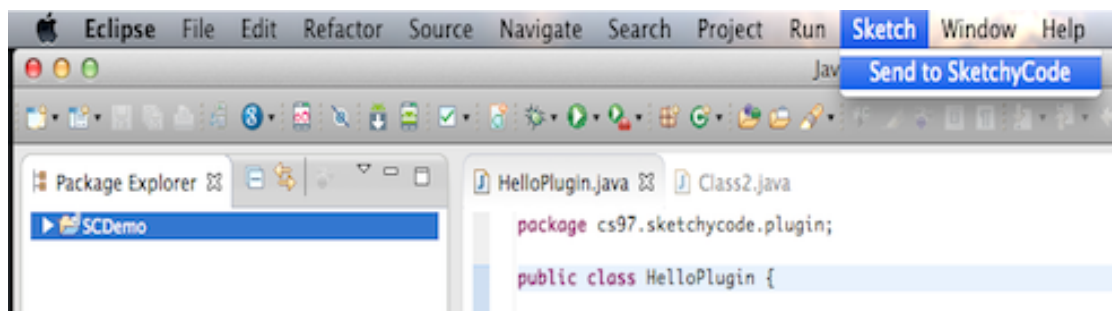 Eclipse File Edit Refactor Source Navigate Search Project Run Sketch Window Help
Jav
Send to SketchyCode
Package Explorer
HelloPlugin.java
Class2.java
SCDemo
package cs97.sketchycode.plugin;
public class HelloPlugin {